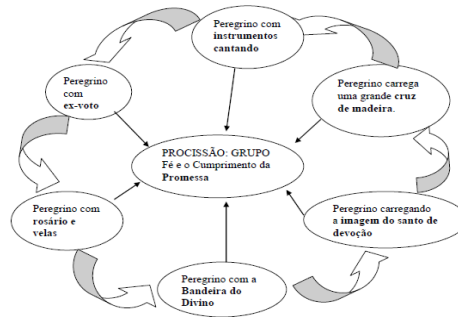 Peregrino com
instrumentos
cantando
Peregrino
com
ex-voto
Peregrino carrega
uma grande cruz
de madeira.
PROCISSÃO: GRUPO
Fé e o Cumprimento da
Promessa
Peregrino com
rosário e
velas
Peregrino carregando
a imagem do santo de
devoção
Peregrino com a
Bandeira do
Divino